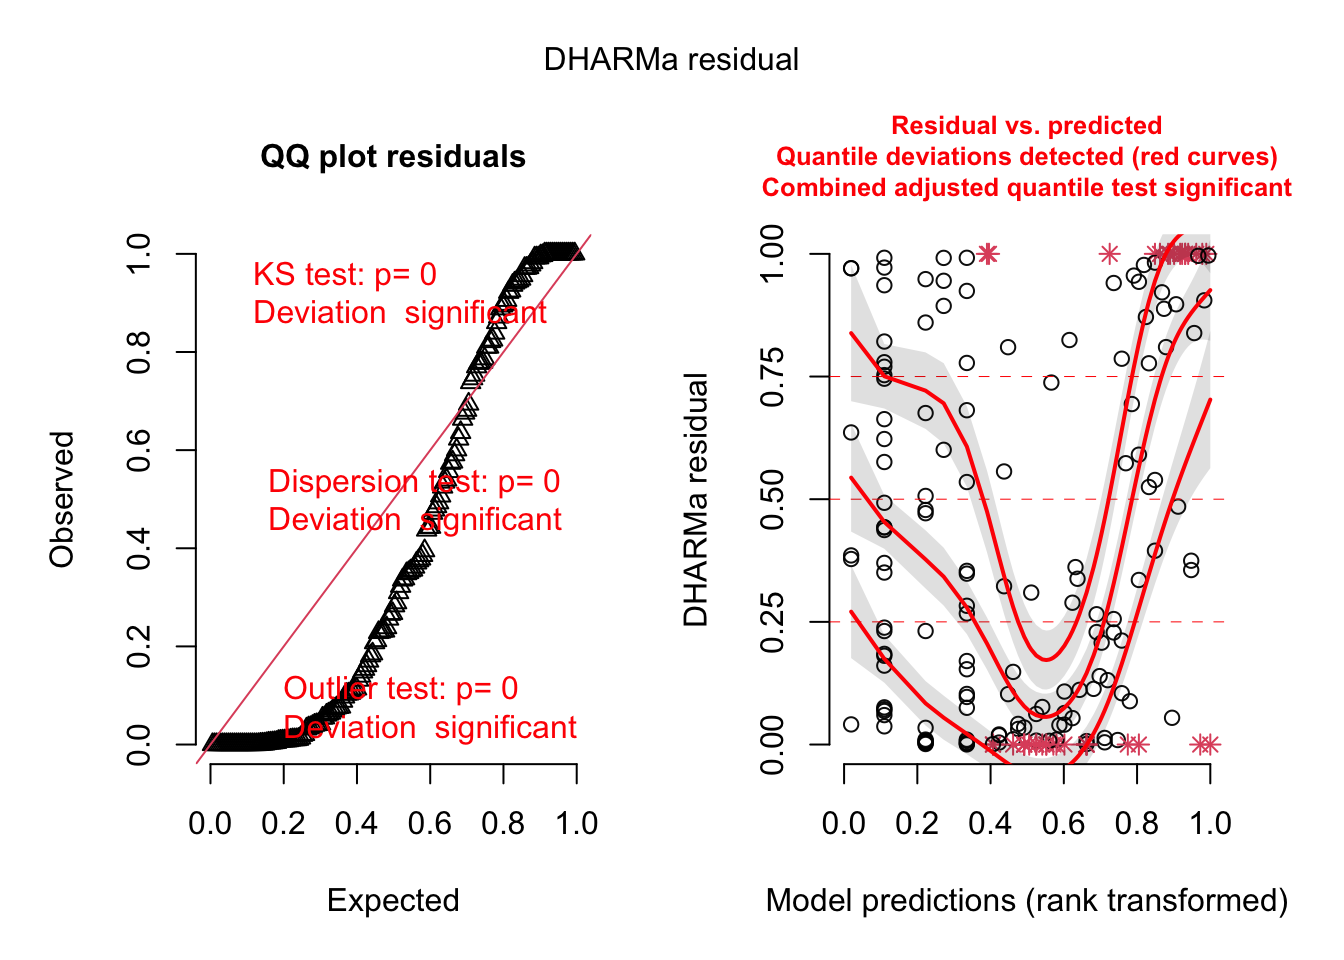 DHARMa residual
QQ plot residuals
KS test: p= 0
Deviation  significant
Dispersion test: p= 0
Deviation  significant
Outlier test: p= 0
Deviation  significant
Observed
0.0 0.2 0.4 0.6 0.8 1.0
0.0 0.2 0.4 0.6 0.8 1.0
Expected
Residual vs. predicted
Quantile deviations detected (red curves)
Combined adjusted quantile test significant
DHARMa residual
0.00 0.25 0.50 0.75 1.00
0.0 0.2 0.4 0.6 0.8 1.0
Model predictions (rank transformed)